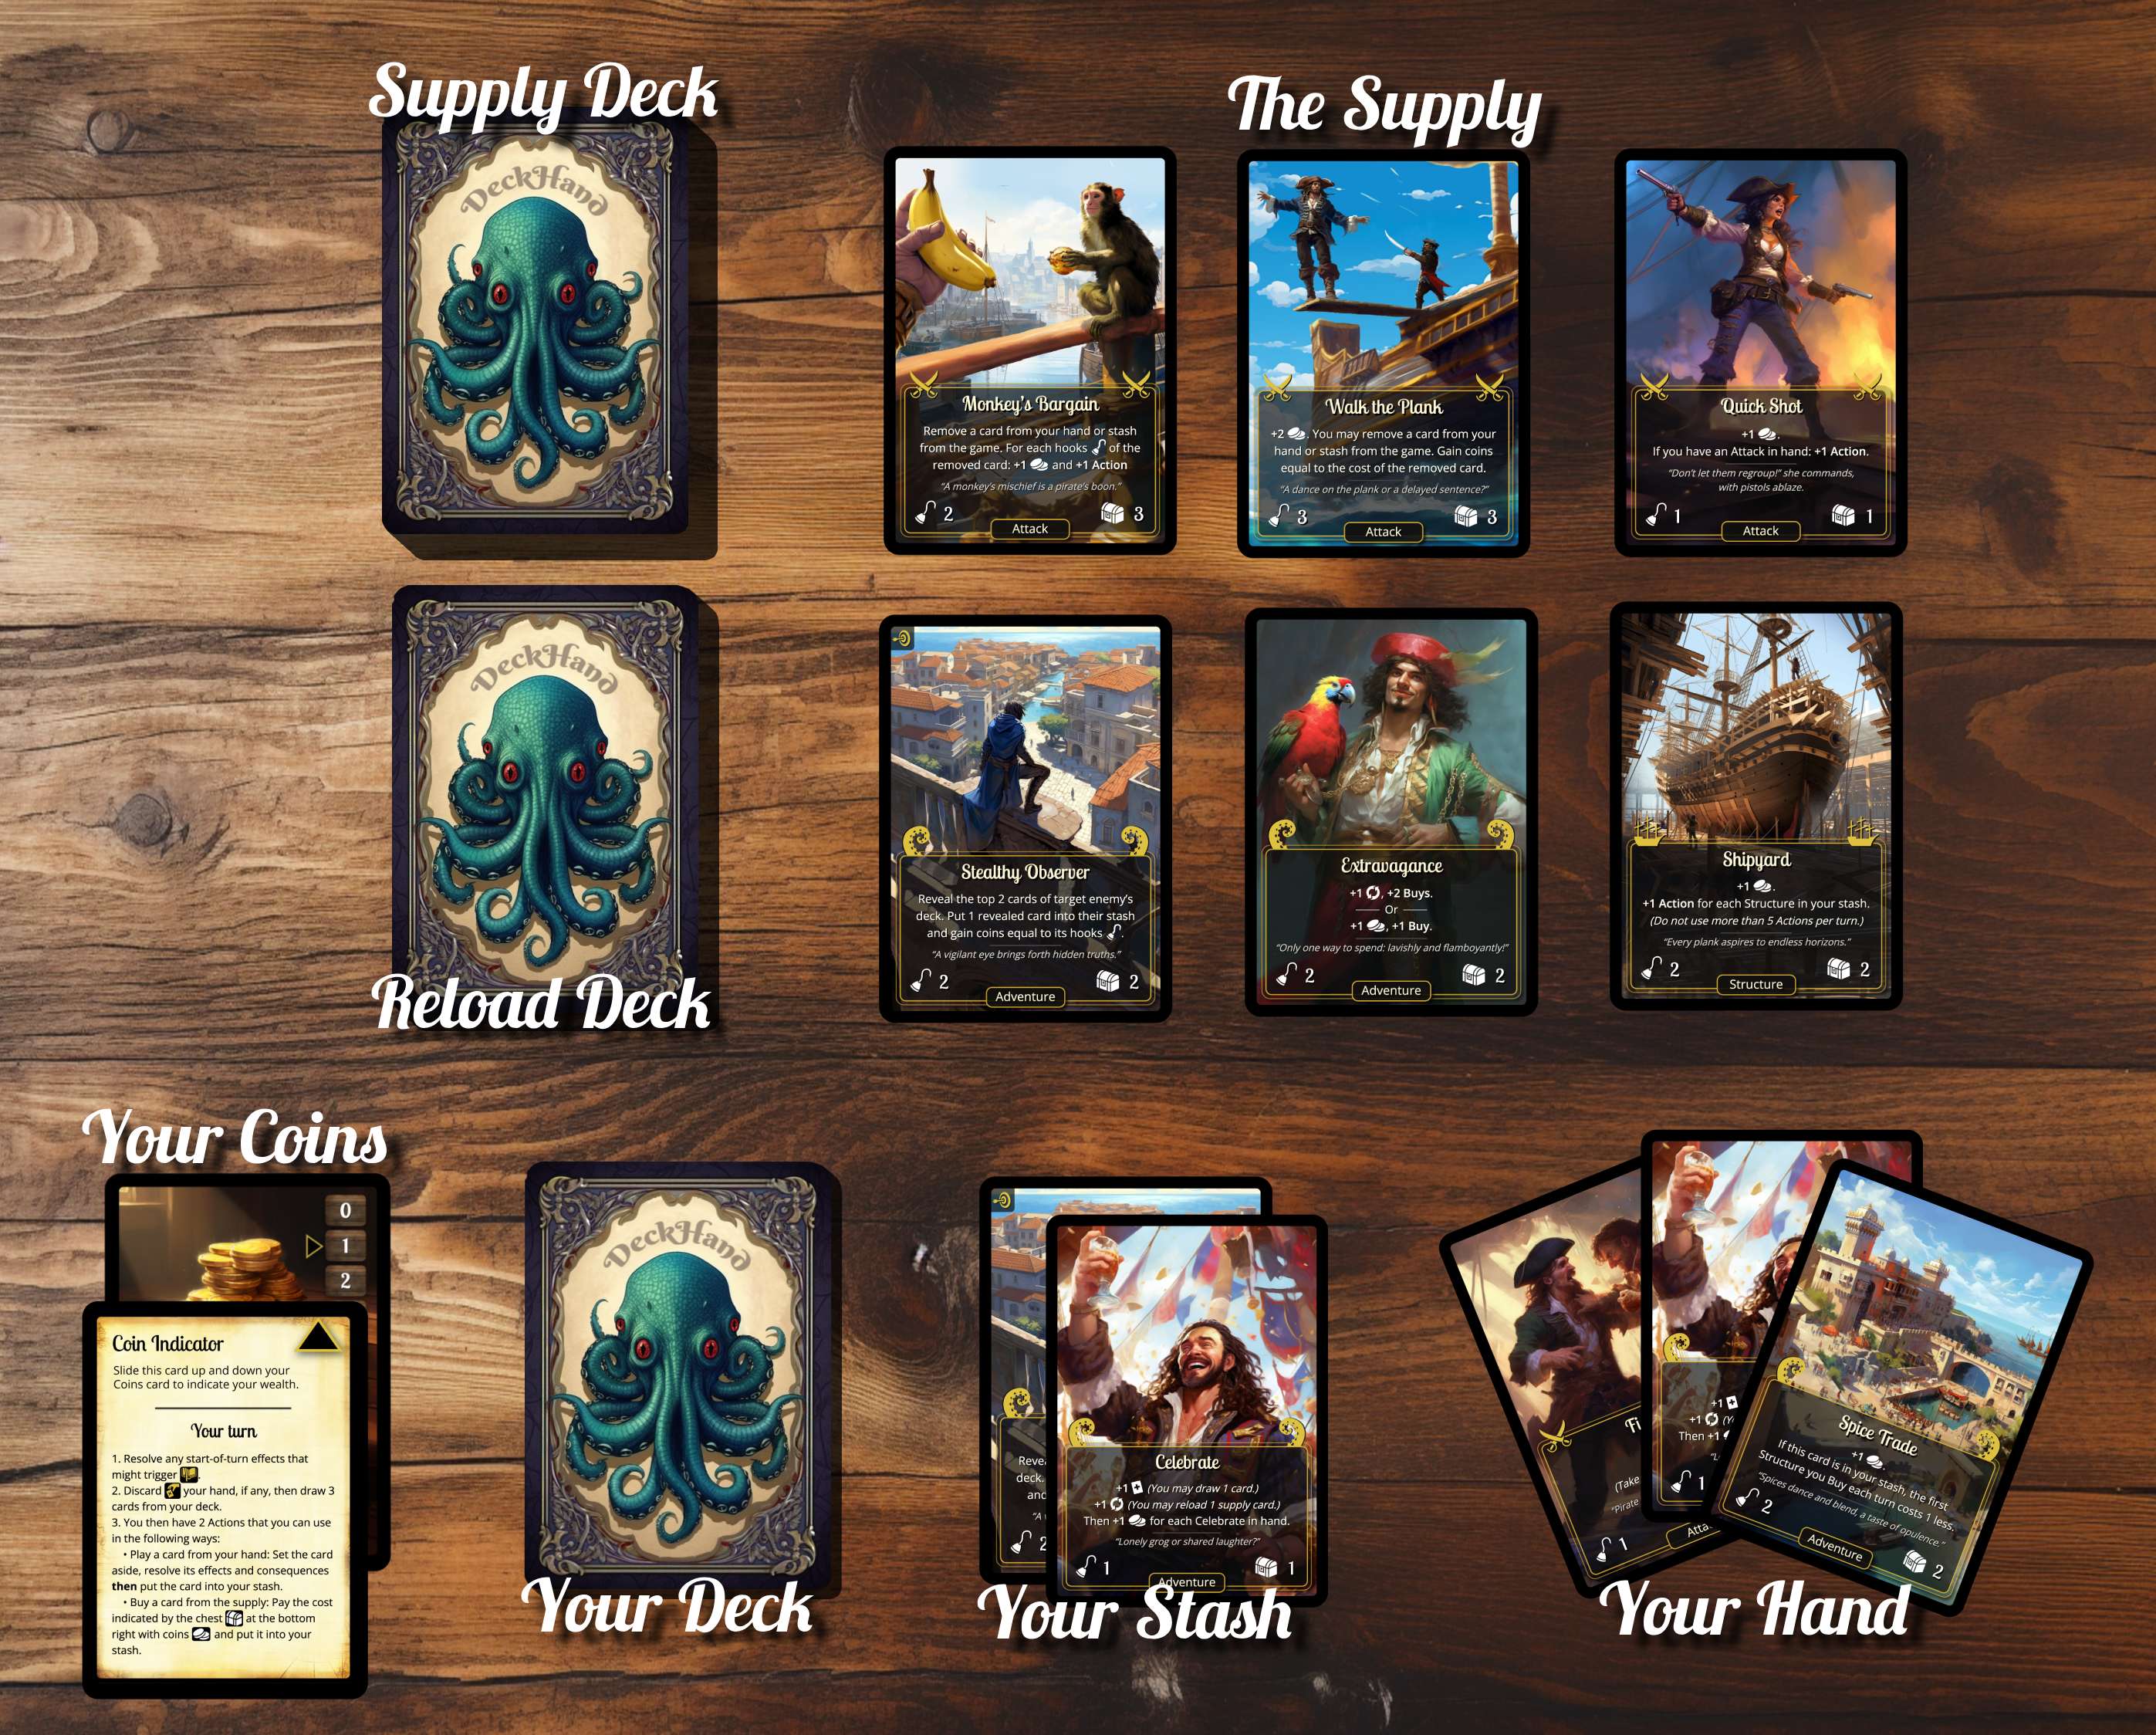 Supply Deck
The Supply
DeckHand
Monkey's Bargain
Remove a card from your hand or stash
from the game. For each hooks of the
removed card: +1 and +1 Action
"A monkey's mischief is a pirate's boon."
2
3
Attack
Walk the Plank
+2 . You may remove a card from your
hand or stash from the game. Gain coins
equal to the cost of the removed card.
"A dance on the plank or a delayed sentence?"
3
3
Attack
Quick Shot
+1 .
If you have an Attack in hand: +1 Action.
"Don't let them regroup!" she commands,
with pistols ablaze.
1
1
Attack
DeckHand
Reload Deck
Stealthy Observer
Reveal the top 2 cards of target enemy's
deck. Put 1 revealed card into their stash
and gain coins equal to its hooks .
"A vigilant eye brings forth hidden truths."
2
2
Adventure
Extravagance
+1 , +2 Buys.
Or
+1 , +1 Buy.
"Only one way to spend: lavishly and flamboyantly!"
2
2
Adventure
Shipyard
+1 .
+1 Action for each Structure in your stash.
(Do not use more than 5 Actions per turn.)
"Every plank aspires to endless horizons."
2
2
Structure
Your Coins
0
1
2
Coin Indicator
Slide this card up and down your
Coins card to indicate your wealth.
Your turn
1. Resolve any start-of-turn effects that
might trigger .
2. Discard your hand, if any, then draw 3
cards from your deck.
3. You then have 2 Actions that you can use
in the following ways:
• Play a card from your hand: Set the card
aside, resolve its effects and consequences
then put the card into your stash.
• Buy a card from the supply: Pay the cost
indicated by the chest at the bottom
right with coins and put it into your
stash.
DeckHand
Your Deck
Revea
deck.
and
"A v
2
Celebrate
+1 (You may draw 1 card.)
+1 (You may reload 1 supply card.)
Then +1 for each Celebrate in hand.
"Lonely grog or shared laughter?"
1
1
Adventure
Your Stash
Fi
(Take
"Pirate
1
Atta
+1
+1 (Y
Then +1
"L
1
Spice Trade
+1 .
If this card is in your stash, the first
Structure you Buy each turn costs 1 less.
"Spices dance and blend, a taste of opulence."
2
2
Adventure
Your Hand